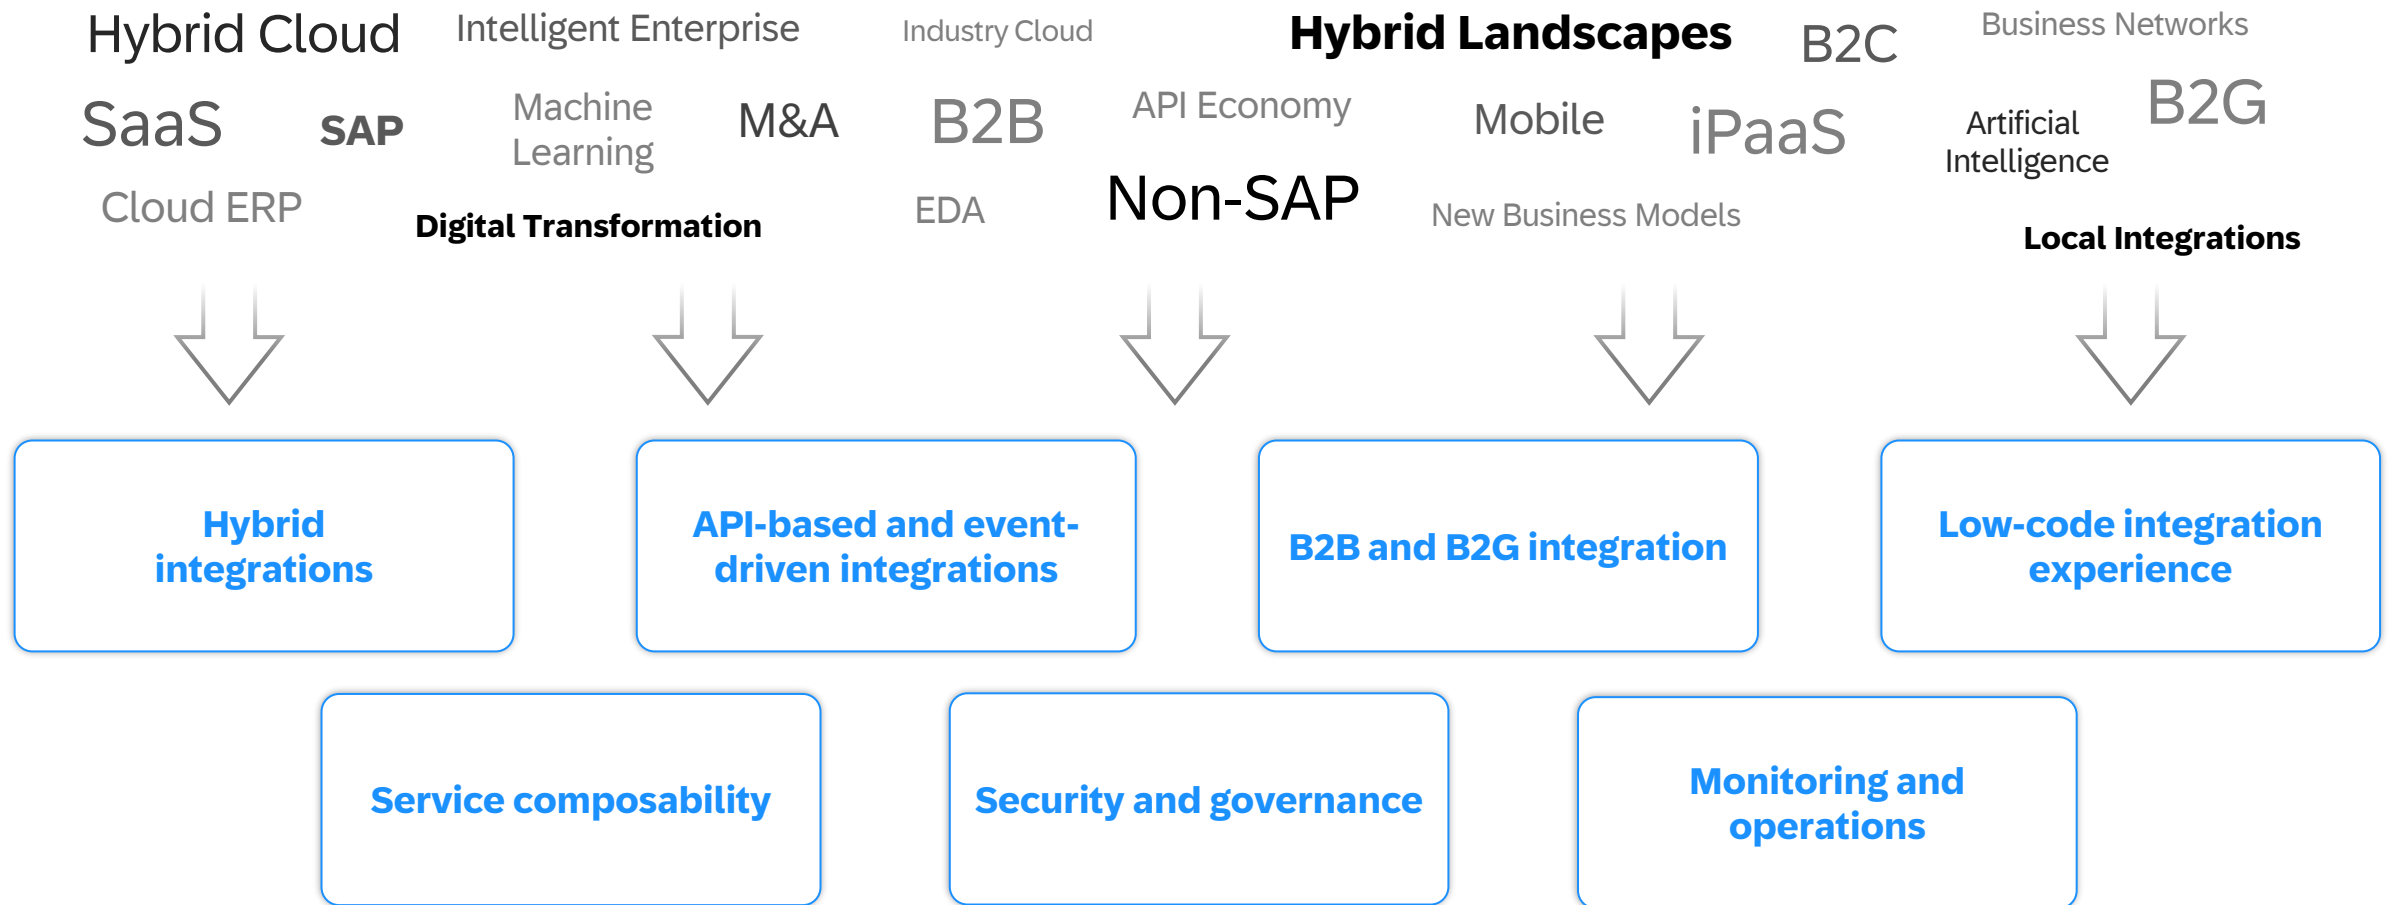 Hybrid Cloud
Intelligent Enterprise
Industry Cloud
Hybrid Landscapes
B2C
Business Networks
SaaS
SAP
Machine
Learning
M&A
B2B
API Economy
Mobile
iPaaS
Artificial
Intelligence
B2G
Cloud ERP
Digital Transformation
EDA
Non-SAP
New Business Models
Local Integrations
Hybrid
integrations
API-based and event-
driven integrations
B2B and B2G integration
Low-code integration
experience
Service composability
Security and governance
Monitoring and
operations